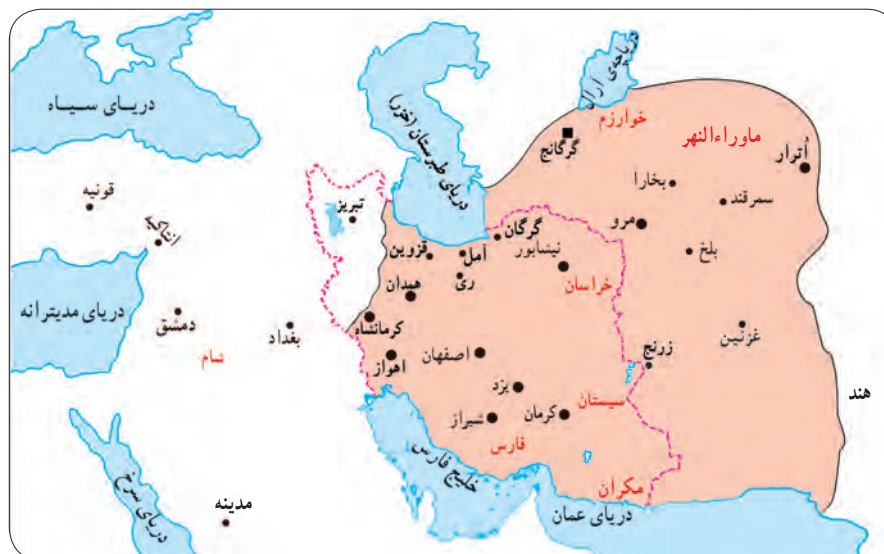 دریاچه‌ی آرال
دریای سیاه
خوارزم
ماوراءالنهر
دریای طبرستان (خزر)
گرگانج
اُترار
بخارا
قونیه
تبریز
سمرقند
انتاکیه
مرو
گرگان
قزوین
آمل
نیشابور
بلخ
ری
همدان
خراسان
دریای مدیترانه
دمشق
بغداد
کرمانشاه
غزنین
شام
اهواز
اصفهان
زرنج
یزد
سیستان
هند
شیراز
کرمان
فارس
خلیج فارس
مکران
دریای سرخ
مدینه
دریای عمان